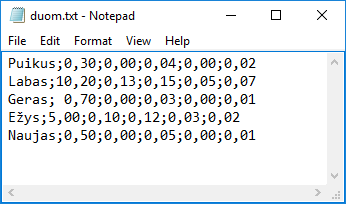 duom.txt - Notepad
File Edit Format View Help
Puikus;0,30;0,00;0,04;0,00;0,02
Labas;10,20;0,13;0,15;0,05;0,07
Geras; 0,70;0,00;0,03;0,00;0,01
Ežys;5,00;0,10;0,12;0,03;0,02
Naujas;0,50;0,00;0,05;0,00;0,01